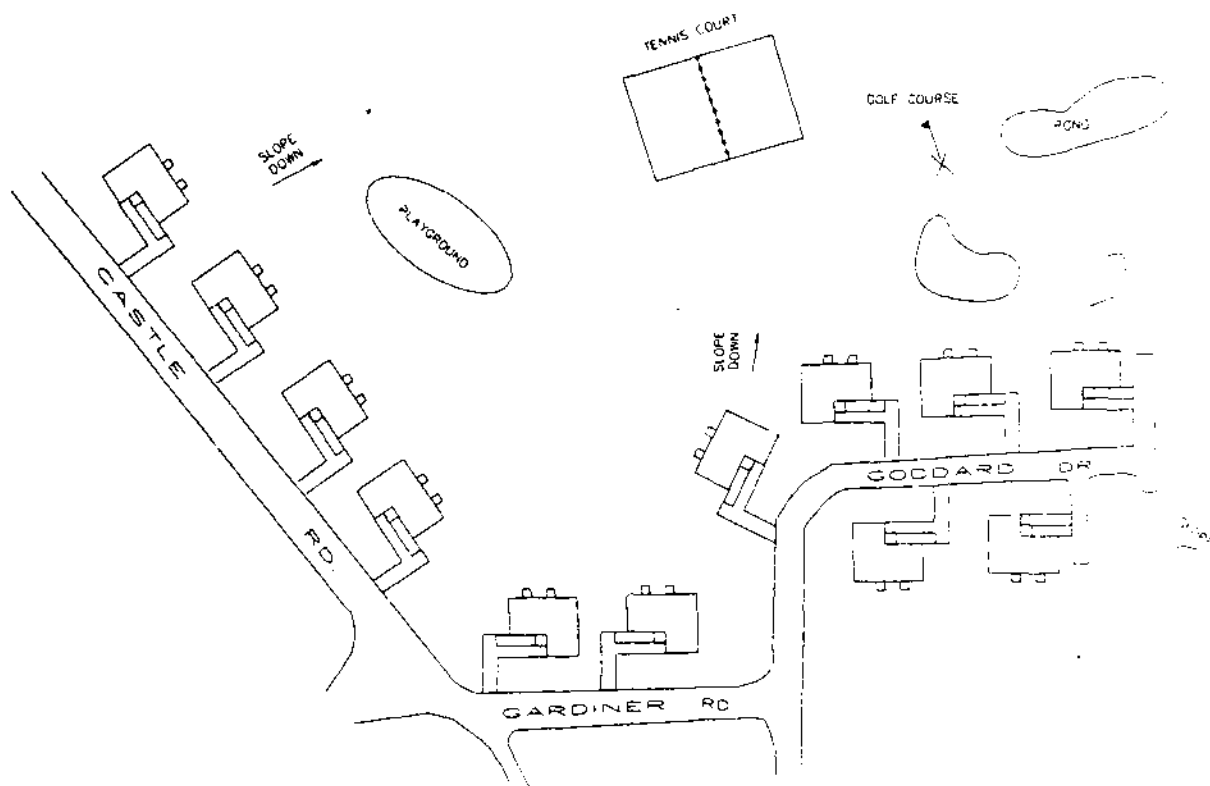 TENNIS COURT
GOLF COURSE
POND
SLOPE
DOWN
PLAYGROUND
CASTLE RD.
SLOPE
DOWN
GODDARD DR
GARDINER RD